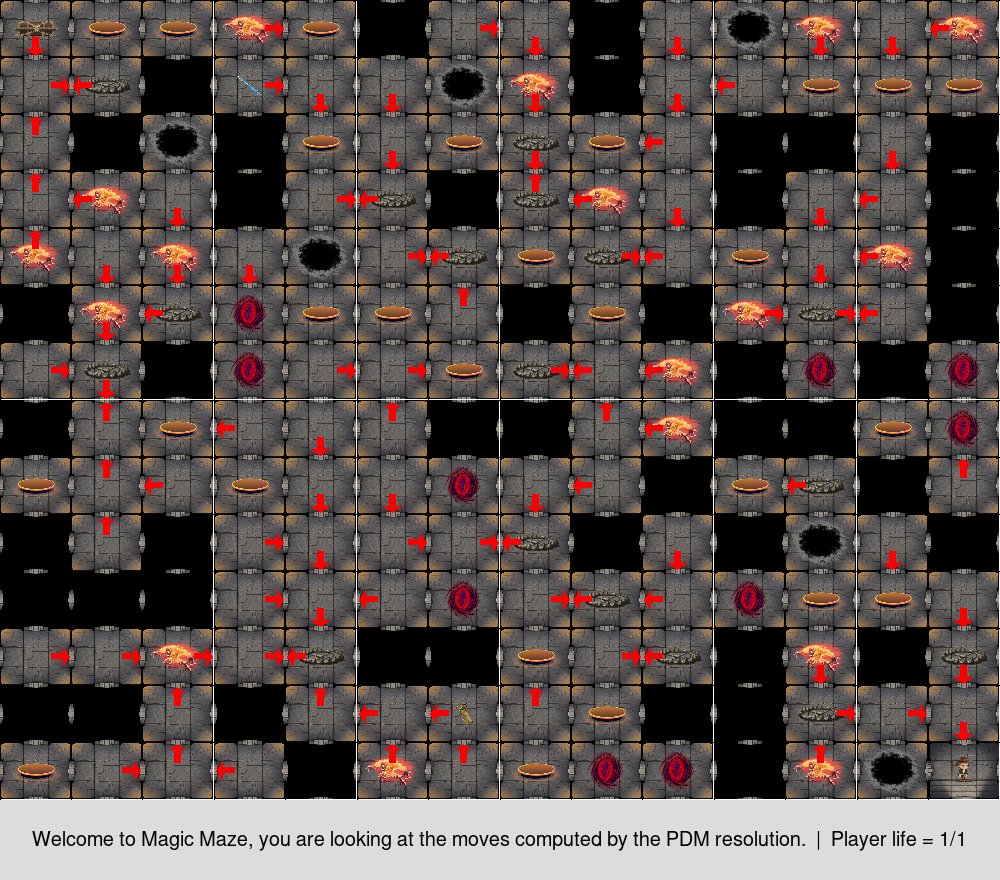 Welcome to Magic Maze, you are looking at the moves computed by the PDM resolution.  |  Player life = 1/1